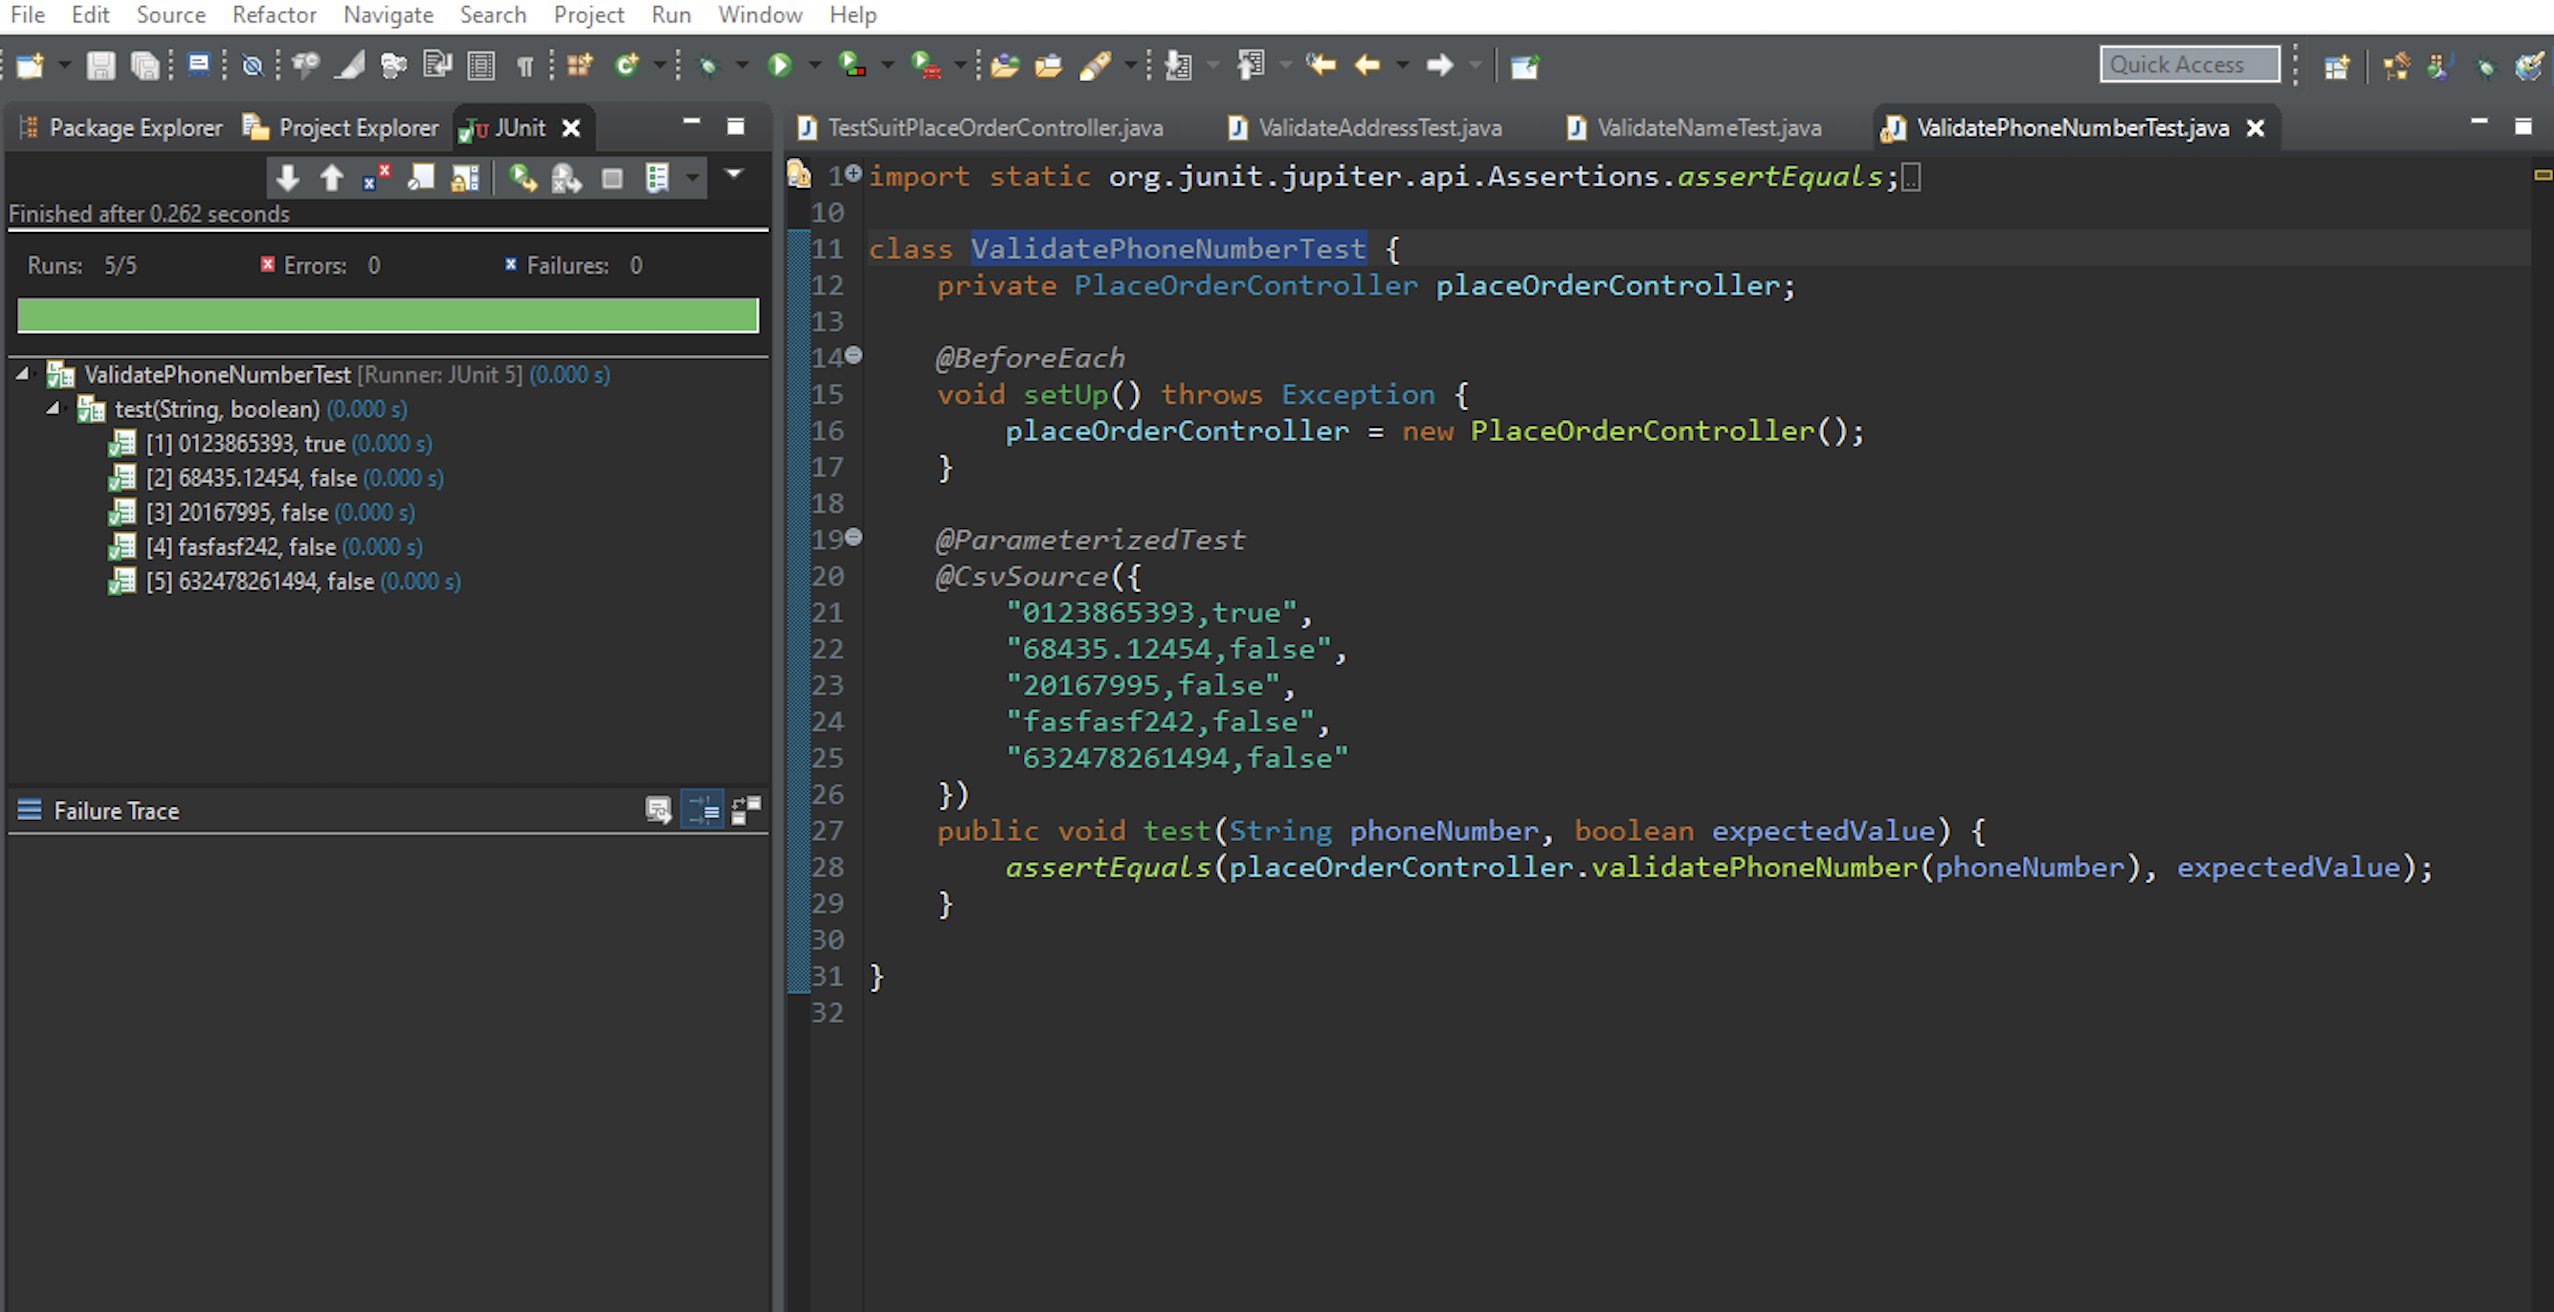 File Edit Source Refactor Navigate Search Project Run Window Help
Quick Access
Package Explorer Project Explorer JUnit
Finished after 0.262 seconds
Runs: 5/5 Errors: 0 Failures: 0
ValidatePhoneNumberTest [Runner: JUnit 5] (0.000 s)
test(String, boolean) (0.000 s)
[1] 0123865393, true (0.000 s)
[2] 68435.12454, false (0.000 s)
[3] 20167995, false (0.000 s)
[4] fasfasf242, false (0.000 s)
[5] 632478261494, false (0.000 s)
Failure Trace
TestSuitPlaceOrderController.java ValidateAddressTest.java ValidateNameTest.java ValidatePhoneNumberTest.java
1 import static org.junit.jupiter.api.Assertions.assertEquals;
10
11 class ValidatePhoneNumberTest {
12 private PlaceOrderController placeOrderController;
13
14 @BeforeEach
15 void setUp() throws Exception {
16 placeOrderController = new PlaceOrderController();
17 }
18
19 @ParameterizedTest
20 @CsvSource({
21 "0123865393,true",
22 "68435.12454,false",
23 "20167995,false",
24 "fasfasf242,false",
25 "632478261494,false"
26 })
27 public void test(String phoneNumber, boolean expectedValue) {
28 assertEquals(placeOrderController.validatePhoneNumber(phoneNumber), expectedValue);
29 }
30
31 }
32